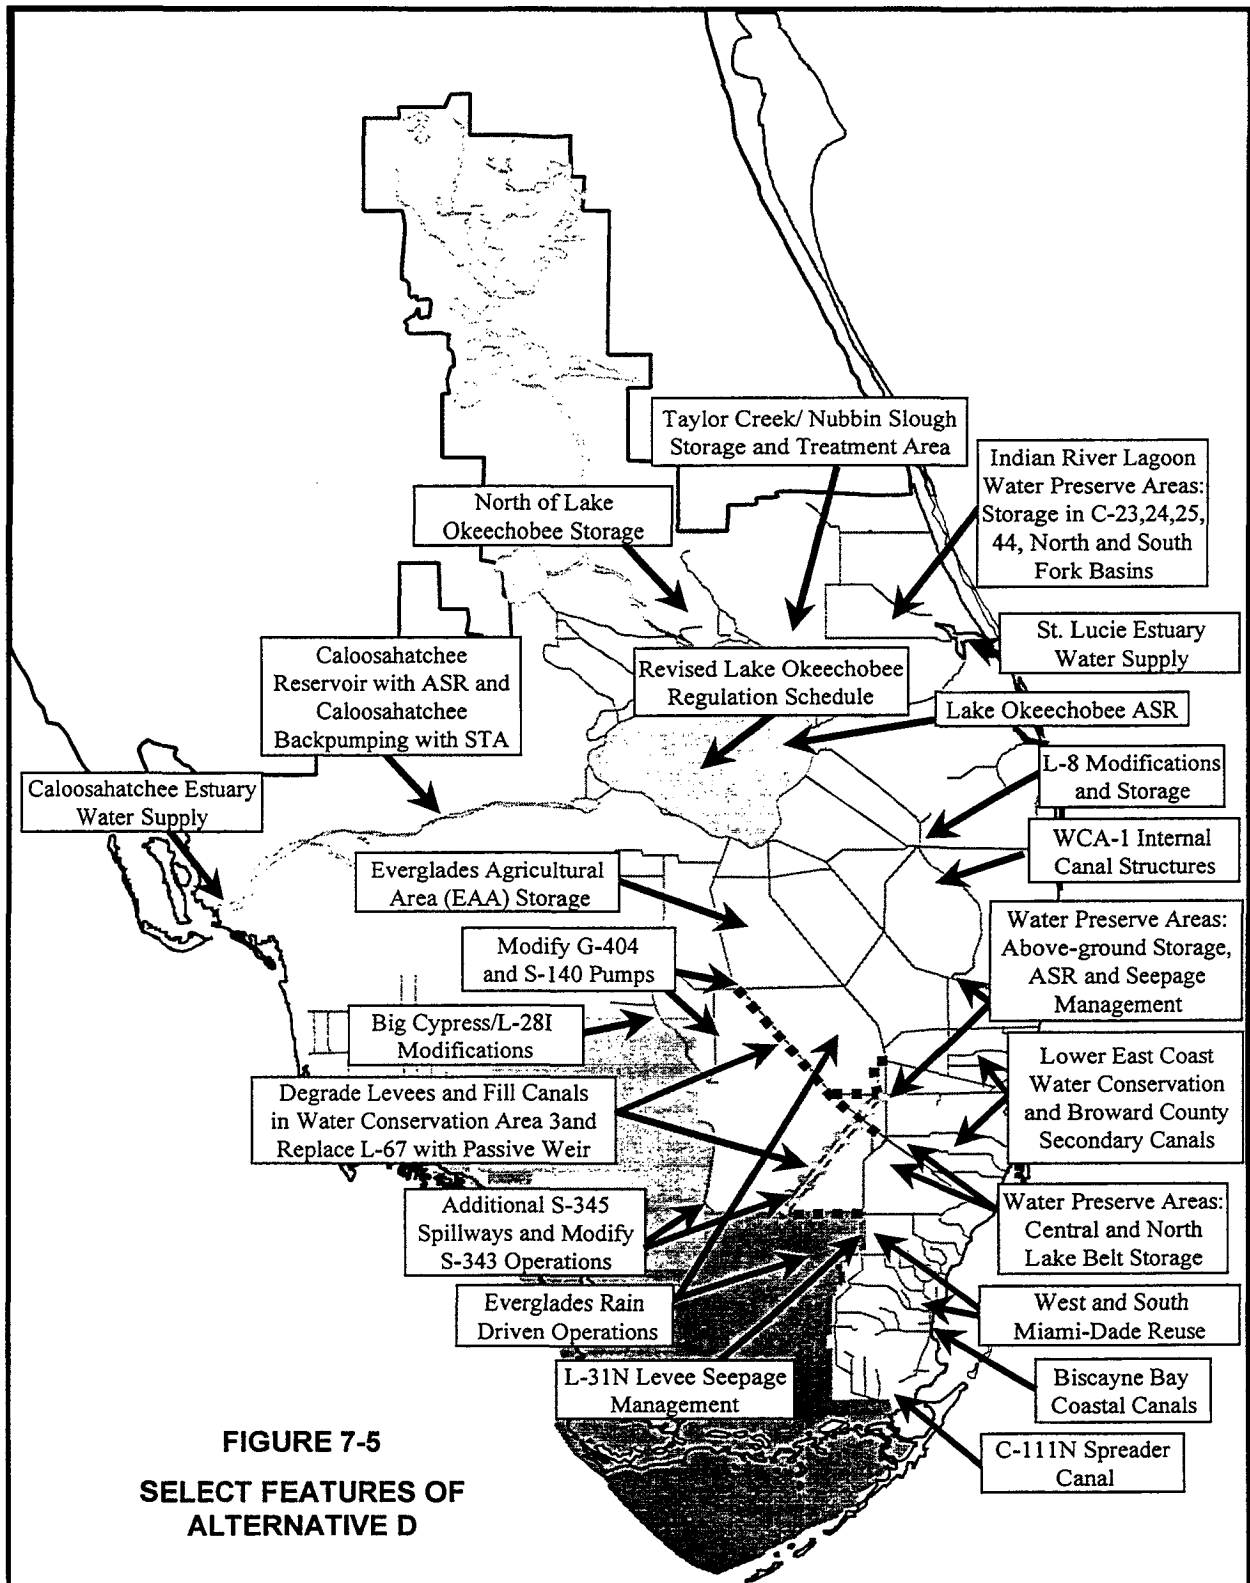 Taylor Creek/ Nubbin Slough
Storage and Treatment Area
Indian River Lagoon
Water Preserve Areas:
Storage in C-23,24,25,
44, North and South
Fork Basins
North of Lake
Okeechobee Storage
St. Lucie Estuary
Water Supply
Caloosahatchee
Reservoir with ASR and
Caloosahatchee
Backpumping with STA
Revised Lake Okeechobee
Regulation Schedule
Lake Okeechobee ASR
L-8 Modifications
and Storage
Caloosahatchee Estuary
Water Supply
WCA-1 Internal
Canal Structures
Everglades Agricultural
Area (EAA) Storage
Water Preserve Areas:
Above-ground Storage,
ASR and Seepage
Management
Modify G-404
and S-140 Pumps
Big Cypress/L-28I
Modifications
Lower East Coast
Water Conservation
and Broward County
Secondary Canals
Degrade Levees and Fill Canals
in Water Conservation Area 3and
Replace L-67 with Passive Weir
Additional S-345
Spillways and Modify
S-343 Operations
Water Preserve Areas:
Central and North
Lake Belt Storage
Everglades Rain
Driven Operations
West and South
Miami-Dade Reuse
L-31N Levee Seepage
Management
Biscayne Bay
Coastal Canals
C-111N Spreader
Canal
FIGURE 7-5
SELECT FEATURES OF
ALTERNATIVE D